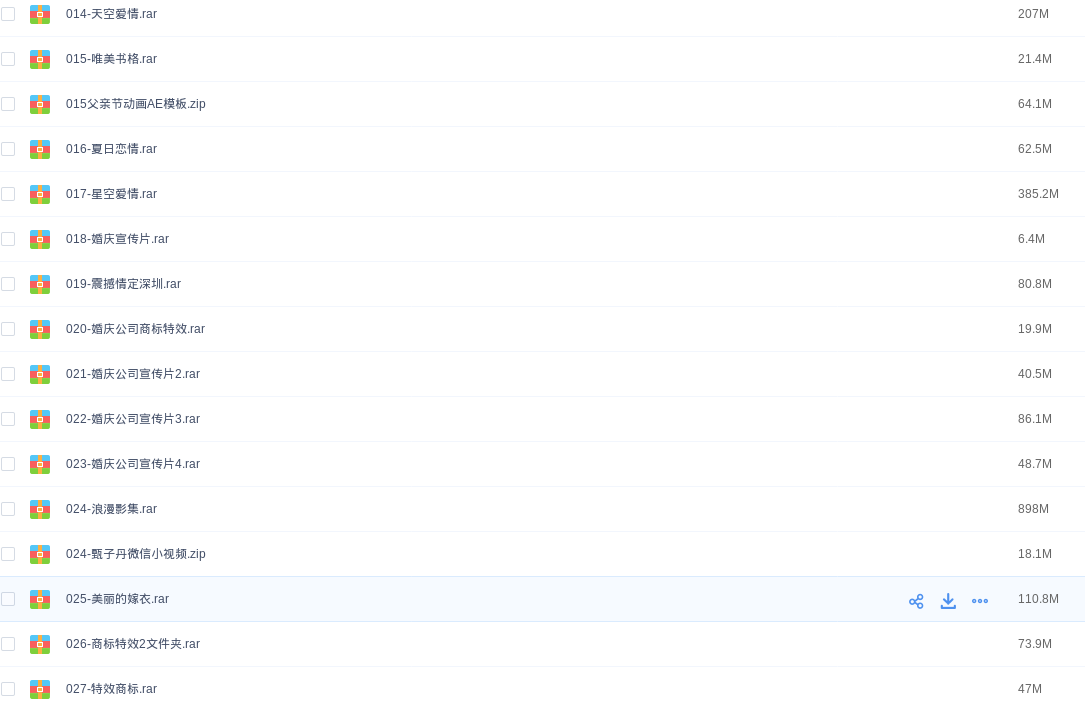 014-天空爱情.rar 207M
015-唯美书格.rar 21.4M
015父亲节动画AE模板.zip 64.1M
016-夏日恋情.rar 62.5M
017-星空爱情.rar 385.2M
018-婚庆宣传片.rar 6.4M
019-震撼情定深圳.rar 80.8M
020-婚庆公司商标特效.rar 19.9M
021-婚庆公司宣传片2.rar 40.5M
022-婚庆公司宣传片3.rar 86.1M
023-婚庆公司宣传片4.rar 48.7M
024-浪漫影集.rar 898M
024-甄子丹微信小视频.zip 18.1M
025-美丽的嫁衣.rar 110.8M
026-商标特效2文件夹.rar 73.9M
027-特效商标.rar 47M